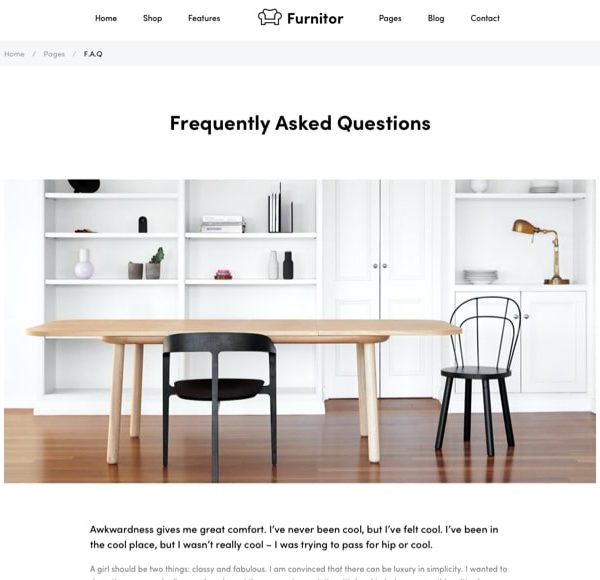 Home Shop Features Furnitor Pages Blog Contact
Home / Pages / F.A.Q
Frequently Asked Questions
Awkwardness gives me great comfort. I've never been cool, but I've felt cool. I've been in
the cool place, but I wasn't really cool – I was trying to pass for hip or cool.
A girl should be two things: classy and fabulous. I am convinced that there can be luxury in simplicity. I wanted to